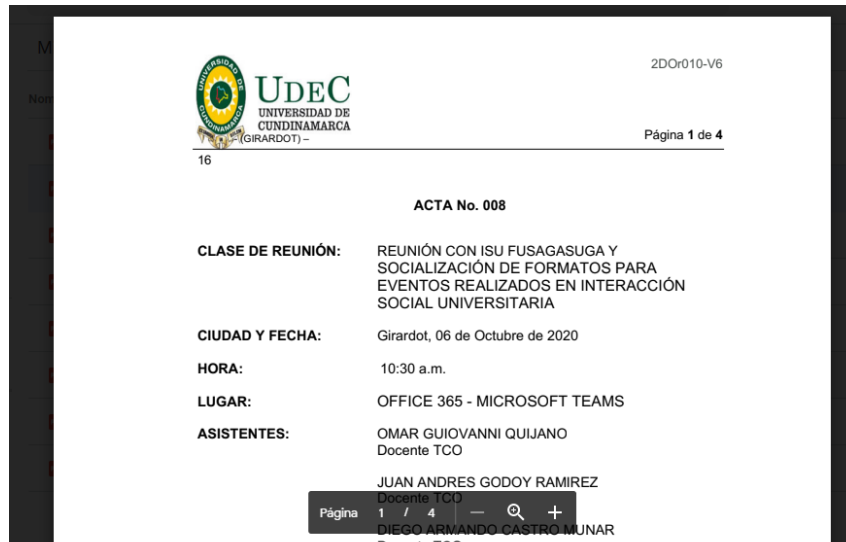 2DOr010-V6
UNIVERSIDAD DE CUNDINAMARCA
UDEC
UNIVERSIDAD DE
CUNDINAMARCA
(GIRARDOT) –
Página 1 de 4
16
ACTA No. 008
CLASE DE REUNIÓN: REUNIÓN CON ISU FUSAGASUGA Y
SOCIALIZACIÓN DE FORMATOS PARA
EVENTOS REALIZADOS EN INTERACCIÓN
SOCIAL UNIVERSITARIA
CIUDAD Y FECHA: Girardot, 06 de Octubre de 2020
HORA: 10:30 a.m.
LUGAR: OFFICE 365 - MICROSOFT TEAMS
ASISTENTES: OMAR GUIOVANNI QUIJANO
Docente TCO
JUAN ANDRES GODOY RAMIREZ
Docente TCO
Página 1 / 4
DIEGO ARMANDO CASTRO MUNAR